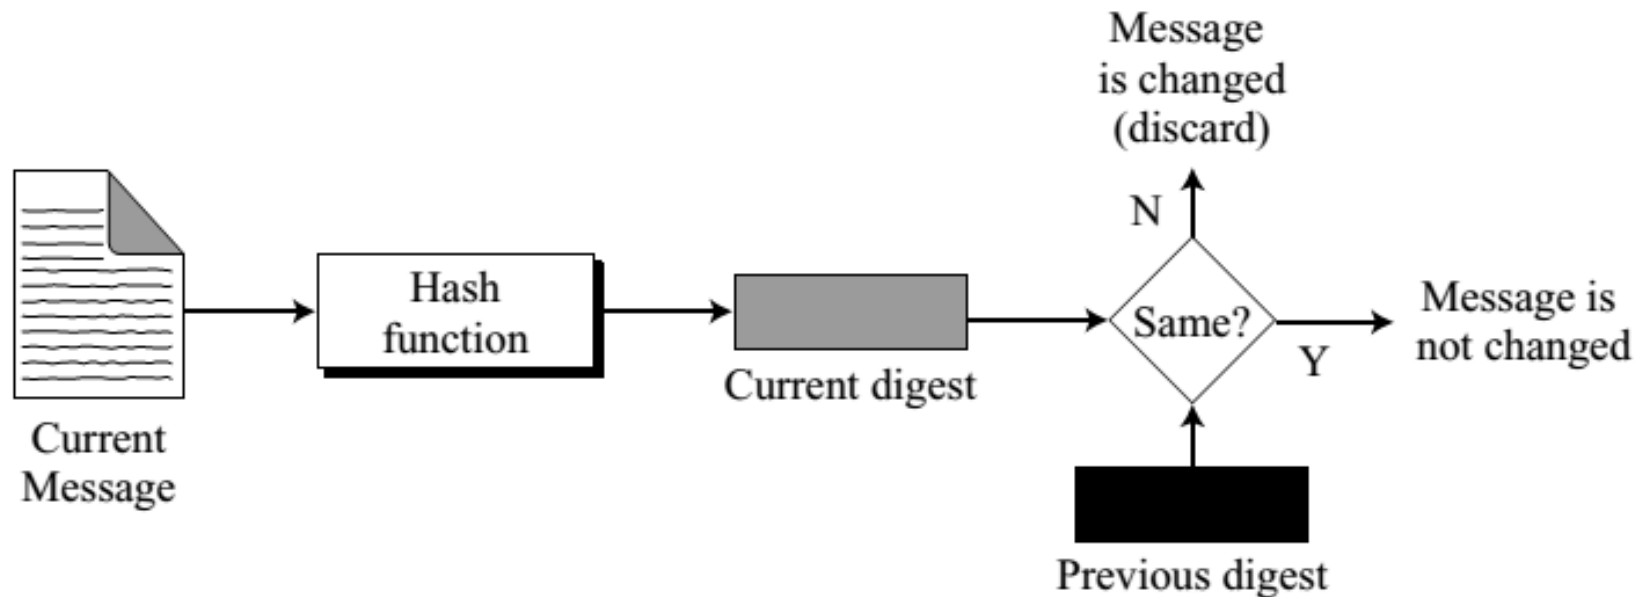 Message
is changed
(discard)
N
Hash
function
Same?
Message is
not changed
Y
Current digest
Current
Message
Previous digest